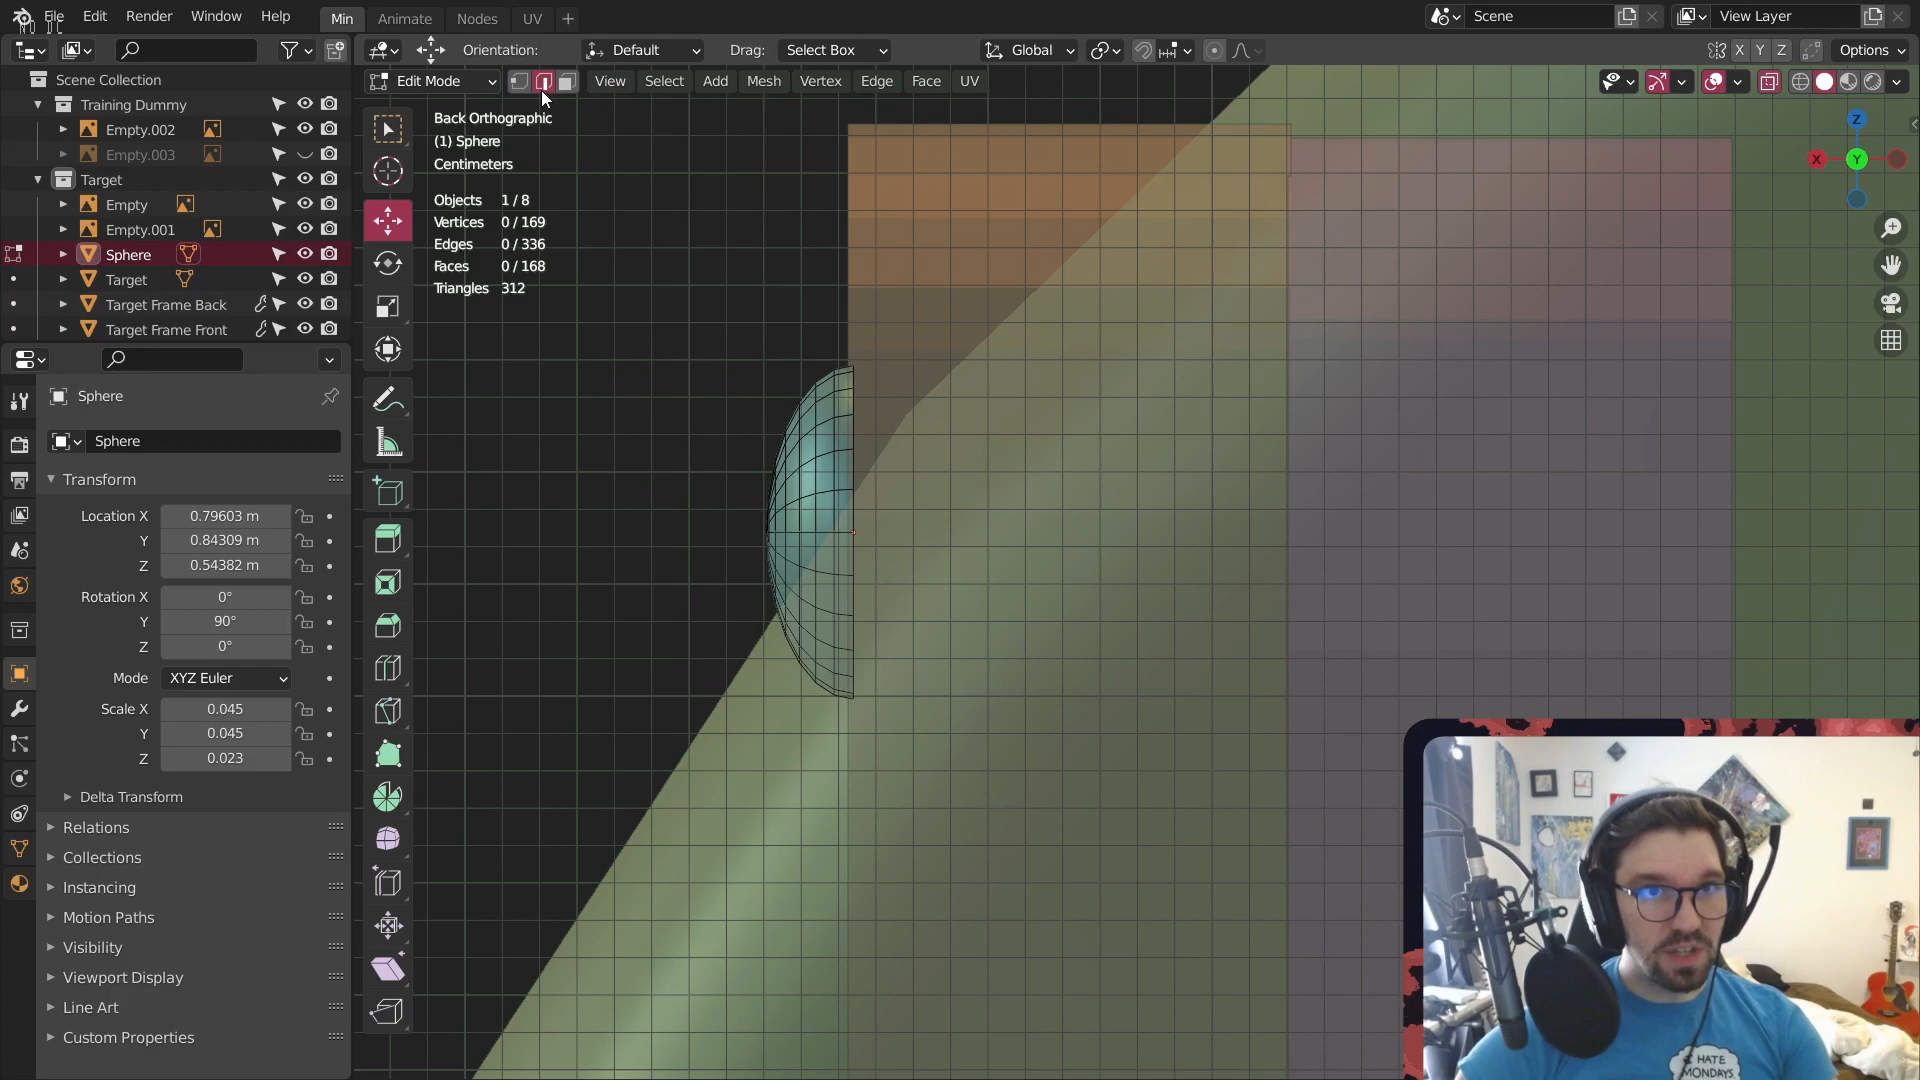 File Edit Render Window Help Min Animate Nodes UV + Scene View Layer
Orientation: Default Drag: Select Box Global X Y Z Options
Edit Mode View Select Add Mesh Vertex Edge Face UV
Scene Collection
Training Dummy
Empty.002
Empty.003
Target
Empty
Empty.001
Sphere
Target
Target Frame Back
Target Frame Front
Sphere
Sphere
Transform
Location X 0.79603 m
Y 0.84309 m
Z 0.54382 m
Rotation X 0°
Y 90°
Z 0°
Mode XYZ Euler
Scale X 0.045
Y 0.045
Z 0.023
Delta Transform
Relations
Collections
Instancing
Motion Paths
Visibility
Viewport Display
Line Art
Custom Properties
Back Orthographic
(1) Sphere
Centimeters
Objects 1 / 8
Vertices 0 / 169
Edges 0 / 336
Faces 0 / 168
Triangles 312
Z
X Y
I HATE
MONDAYS